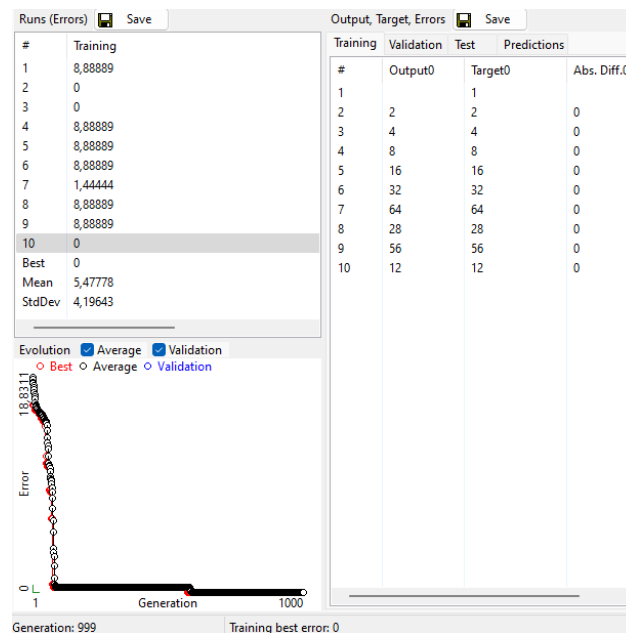 Runs (Errors) Save
# Training
1 8,88889
2 0
3 0
4 8,88889
5 8,88889
6 8,88889
7 1,44444
8 8,88889
9 8,88889
10 0
Best 0
Mean 5,47778
StdDev 4,19643
Evolution Average Validation
Best Average Validation
18,8311
Error
0
1 Generation 1000
Output, Target, Errors Save
Training Validation Test Predictions
# Output0 Target0 Abs. Diff.0
1 1
2 2 2 0
3 4 4 0
4 8 8 0
5 16 16 0
6 32 32 0
7 64 64 0
8 28 28 0
9 56 56 0
10 12 12 0
Generation: 999 Training best error: 0